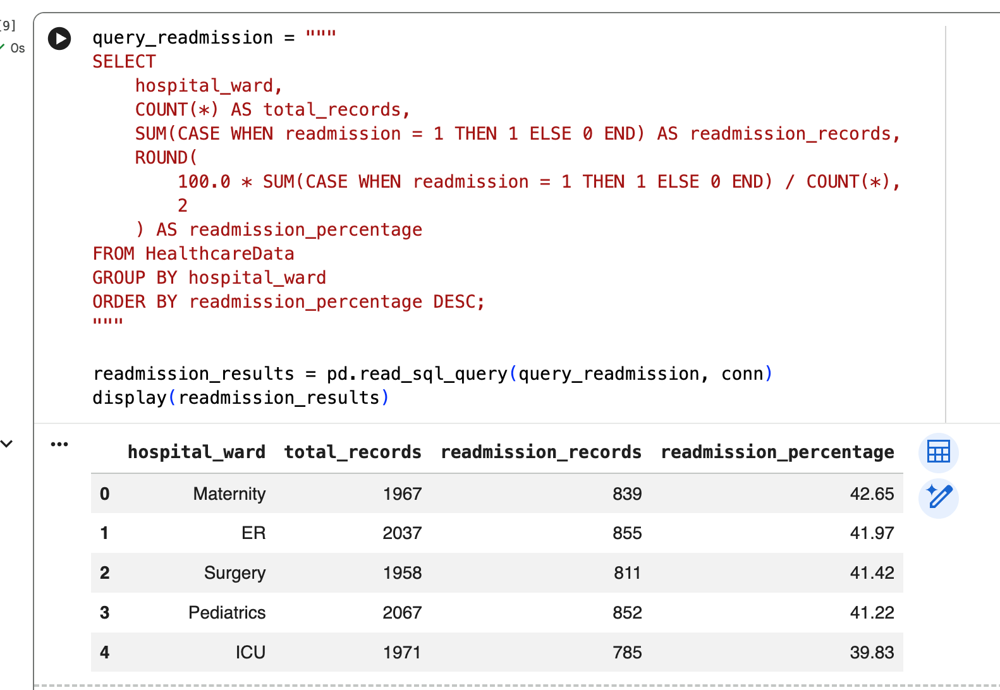 [9]
0s
query_readmission = """
SELECT
    hospital_ward,
    COUNT(*) AS total_records,
    SUM(CASE WHEN readmission = 1 THEN 1 ELSE 0 END) AS readmission_records,
    ROUND(
        100.0 * SUM(CASE WHEN readmission = 1 THEN 1 ELSE 0 END) / COUNT(*),
        2
    ) AS readmission_percentage
FROM HealthcareData
GROUP BY hospital_ward
ORDER BY readmission_percentage DESC;
"""
readmission_results = pd.read_sql_query(query_readmission, conn)
display(readmission_results)
hospital_ward total_records readmission_records readmission_percentage
0 Maternity 1967 839 42.65
1 ER 2037 855 41.97
2 Surgery 1958 811 41.42
3 Pediatrics 2067 852 41.22
4 ICU 1971 785 39.83